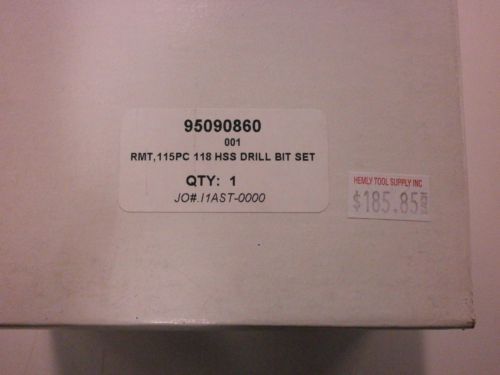 95090860
001
RMT,115PC 118 HSS DRILL BIT SET
QTY: 1
JO#.I1AST-0000
HEMLY TOOL SUPPLY INC
$185.85